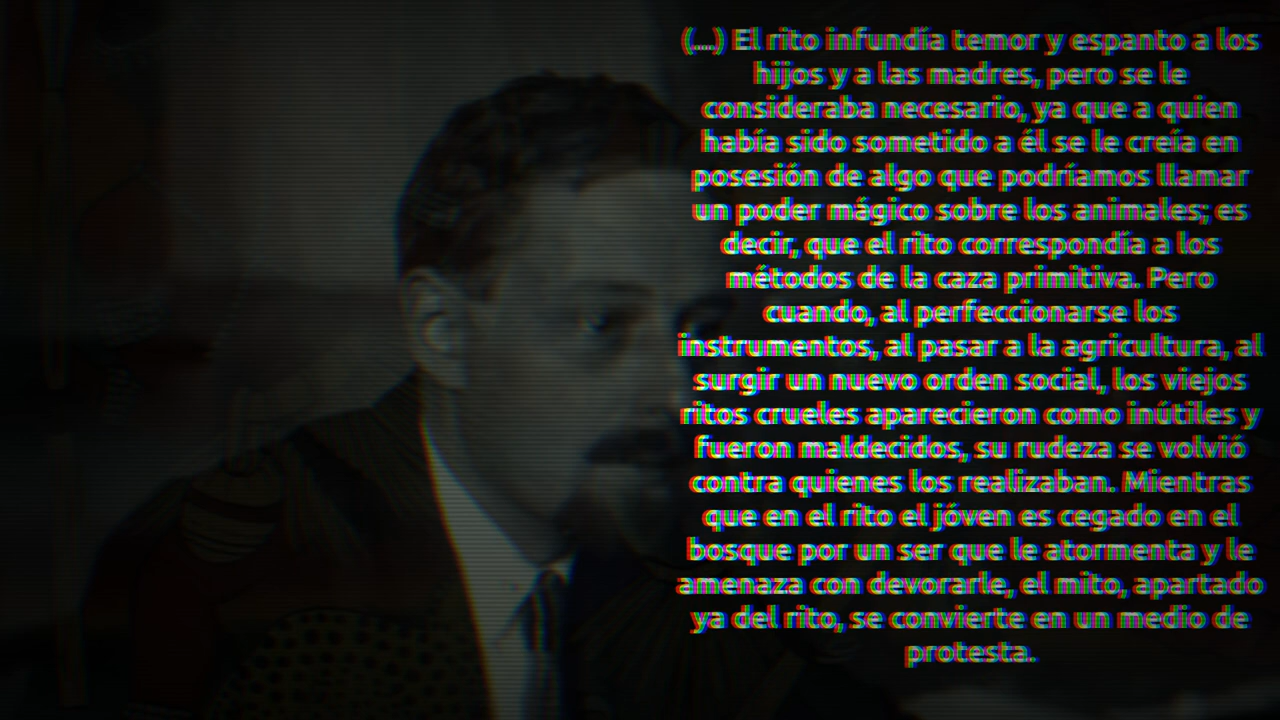 (...) El rito infundía temor y espanto a los
hijos y a las madres, pero se le
consideraba necesario, ya que a quien
había sido sometido a él se le creía en
posesión de algo que podríamos llamar
un poder mágico sobre los animales; es
decir, que el rito correspondía a los
métodos de la caza primitiva. Pero
cuando, al perfeccionarse los
instrumentos, al pasar a la agricultura, al
surgir un nuevo orden social, los viejos
ritos crueles aparecieron como inútiles y
fueron maldecidos, su rudeza se volvió
contra quienes los realizaban. Mientras
que en el rito el jóven es cegado en el
bosque por un ser que le atormenta y le
amenaza con devorarle, el mito, apartado
ya del rito, se convierte en un medio de
protesta.